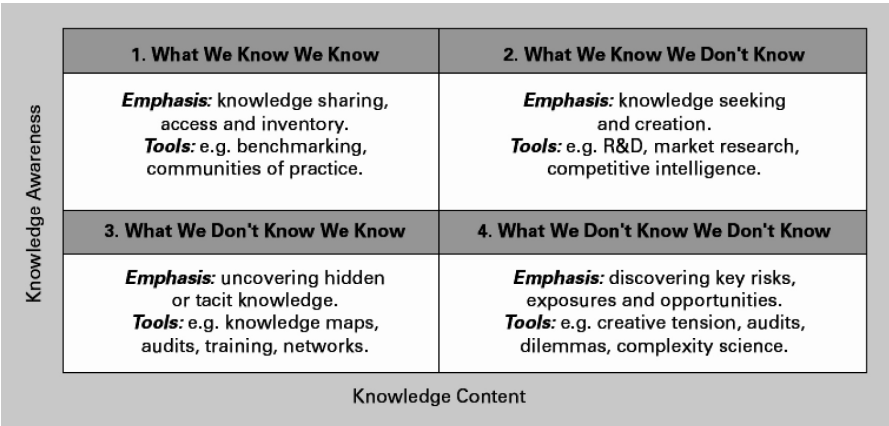 Knowledge Awareness
1. What We Know We Know
Emphasis: knowledge sharing,
access and inventory.
Tools: e.g. benchmarking,
communities of practice.
2. What We Know We Don't Know
Emphasis: knowledge seeking
and creation.
Tools: e.g. R&D, market research,
competitive intelligence.
3. What We Don't Know We Know
Emphasis: uncovering hidden
or tacit knowledge.
Tools: e.g. knowledge maps,
audits, training, networks.
4. What We Don't Know We Don't Know
Emphasis: discovering key risks,
exposures and opportunities.
Tools: e.g. creative tension, audits,
dilemmas, complexity science.
Knowledge Content